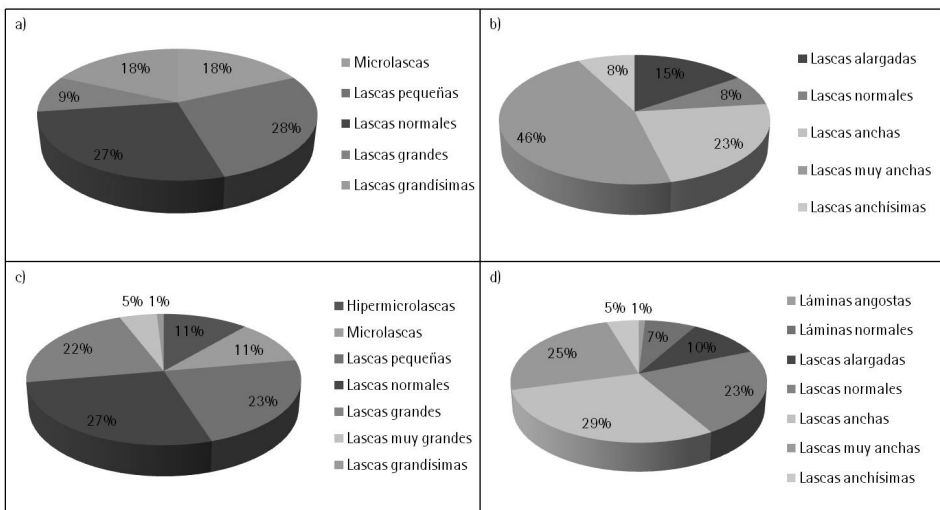 a)
18%
18%
28%
27%
9%
Microlascas
Lascas pequeñas
Lascas normales
Lascas grandes
Lascas grandísimas
b)
8%
15%
8%
23%
46%
Lascas alargadas
Lascas normales
Lascas anchas
Lascas muy anchas
Lascas anchísimas
c)
5%
1%
11%
11%
23%
27%
22%
Hipermicrolascas
Microlascas
Lascas pequeñas
Lascas normales
Lascas grandes
Lascas muy grandes
Lascas grandísimas
d)
5%
1%
7%
10%
23%
29%
25%
Láminas angostas
Láminas normales
Lascas alargadas
Lascas normales
Lascas anchas
Lascas muy anchas
Lascas anchísimas